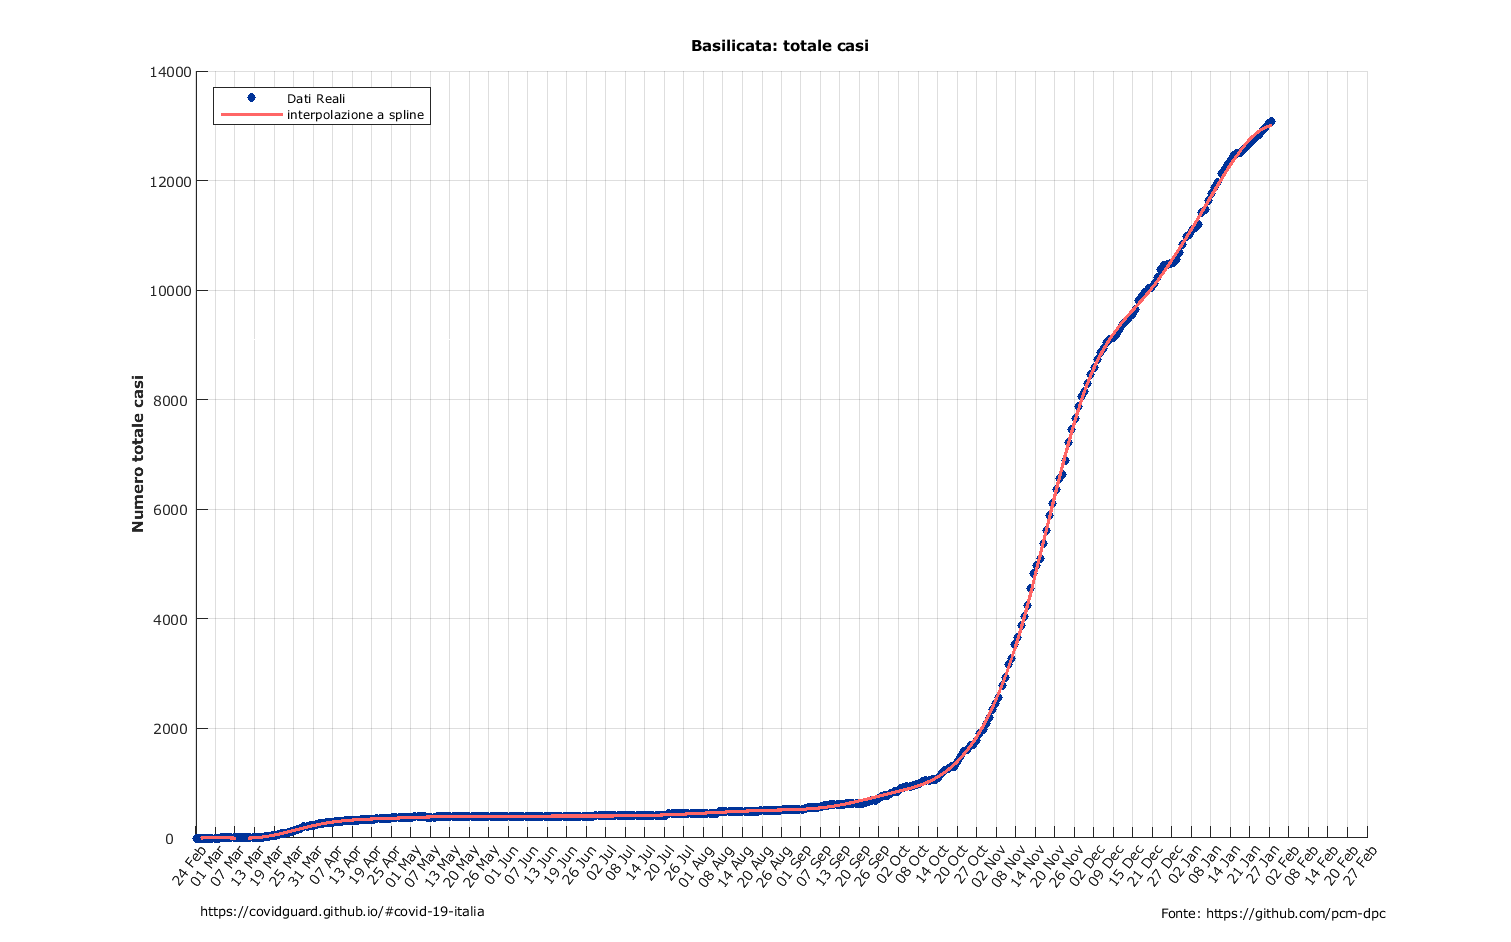 Basilicata: totale casi
Dati Reali
interpolazione a spline
Numero totale casi
14000
12000
10000
8000
6000
4000
2000
0
24 Feb
01 Mar
07 Mar
13 Mar
19 Mar
25 Mar
31 Mar
07 Apr
13 Apr
19 Apr
25 Apr
01 May
07 May
13 May
20 May
26 May
01 Jun
07 Jun
13 Jun
19 Jun
26 Jun
02 Jul
08 Jul
14 Jul
20 Jul
26 Jul
01 Aug
08 Aug
14 Aug
20 Aug
26 Aug
01 Sep
07 Sep
13 Sep
20 Sep
26 Sep
02 Oct
08 Oct
14 Oct
20 Oct
27 Oct
02 Nov
08 Nov
14 Nov
20 Nov
26 Nov
02 Dec
09 Dec
15 Dec
21 Dec
27 Dec
02 Jan
08 Jan
14 Jan
21 Jan
27 Jan
02 Feb
08 Feb
14 Feb
20 Feb
27 Feb
https://covidguard.github.io/#covid-19-italia
Fonte: https://github.com/pcm-dpc